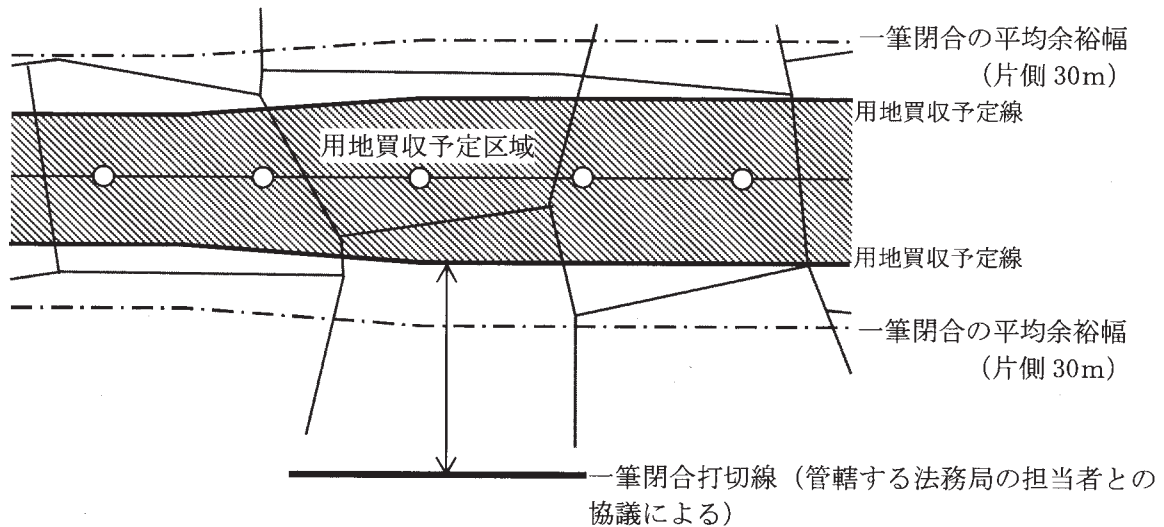 一筆閉合の平均余裕幅
（片側 30m）
用地買収予定線
用地買収予定区域
用地買収予定線
一筆閉合の平均余裕幅
（片側 30m）
一筆閉合打切線（管轄する法務局の担当者との
協議による）